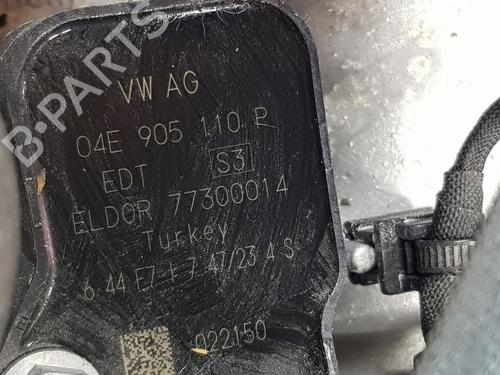 VW AG
04E 905 110 P
EDT S3
ELDOR 77300014
Turkey
6.44 E7 1 7 47/23 4 S
022150
B-PARTS